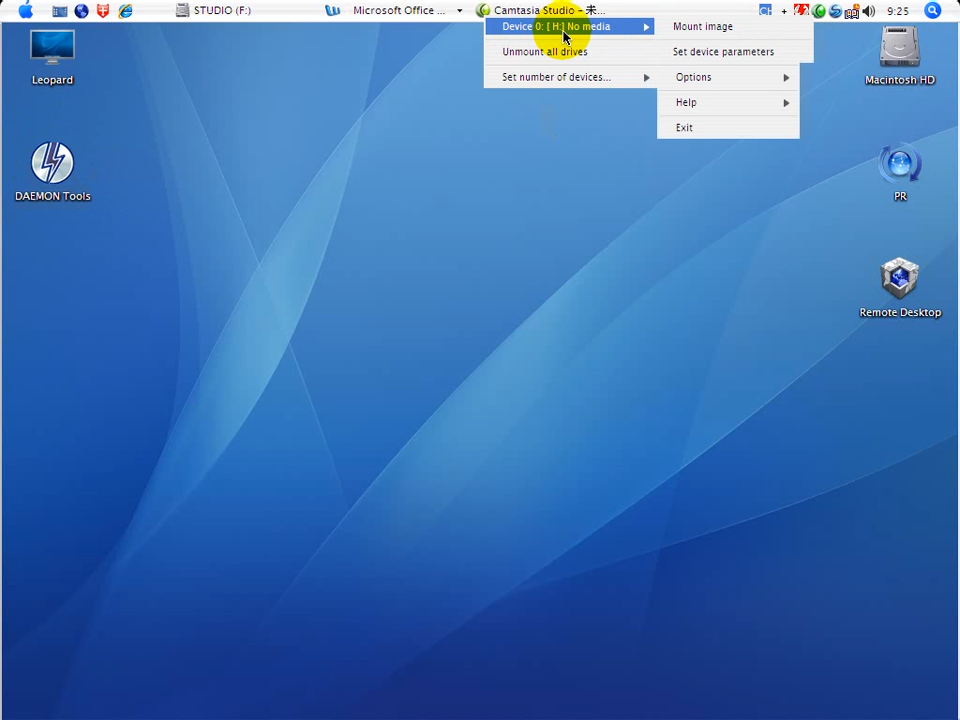 STUDIO (F:)
Microsoft Office ...
Camtasia Studio - 未...
CH
9:25
Device 0: [H:] No media
Mount image
Unmount all drives
Set device parameters
Set number of devices...
Options
Help
Exit
Leopard
Macintosh HD
DAEMON Tools
PR
Remote Desktop